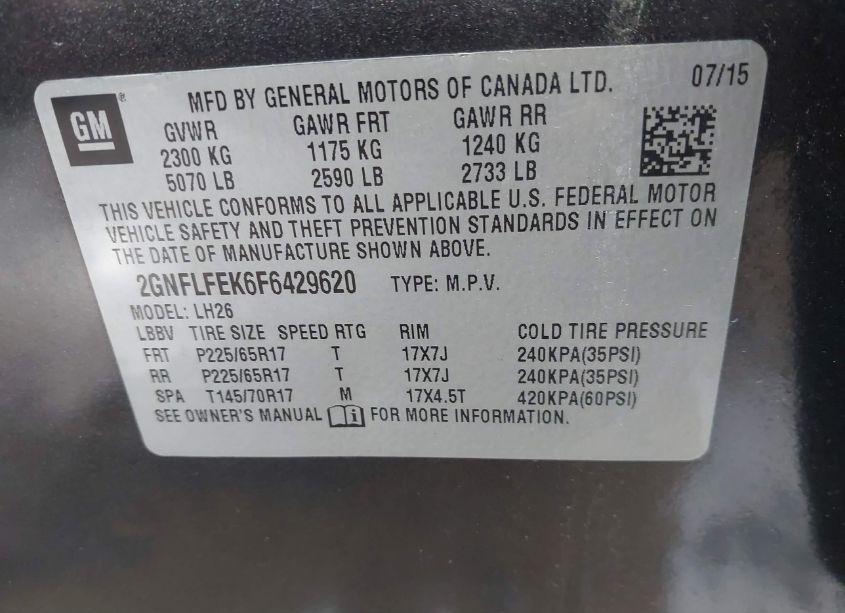 GM ® MFD BY GENERAL MOTORS OF CANADA LTD. 07/15
GVWR GAWR FRT GAWR RR
2300 KG 1175 KG 1240 KG
5070 LB 2590 LB 2733 LB
THIS VEHICLE CONFORMS TO ALL APPLICABLE U.S. FEDERAL MOTOR
VEHICLE SAFETY AND THEFT PREVENTION STANDARDS IN EFFECT ON
THE DATE OF MANUFACTURE SHOWN ABOVE.
2GNFLFEK6F6429620 TYPE: M.P.V.
MODEL: LH26
LBBV TIRE SIZE SPEED RTG RIM COLD TIRE PRESSURE
FRT P225/65R17 T 17X7J 240KPA(35PSI)
RR P225/65R17 T 17X7J 240KPA(35PSI)
SPA T145/70R17 M 17X4.5T 420KPA(60PSI)
SEE OWNER'S MANUAL i FOR MORE INFORMATION.